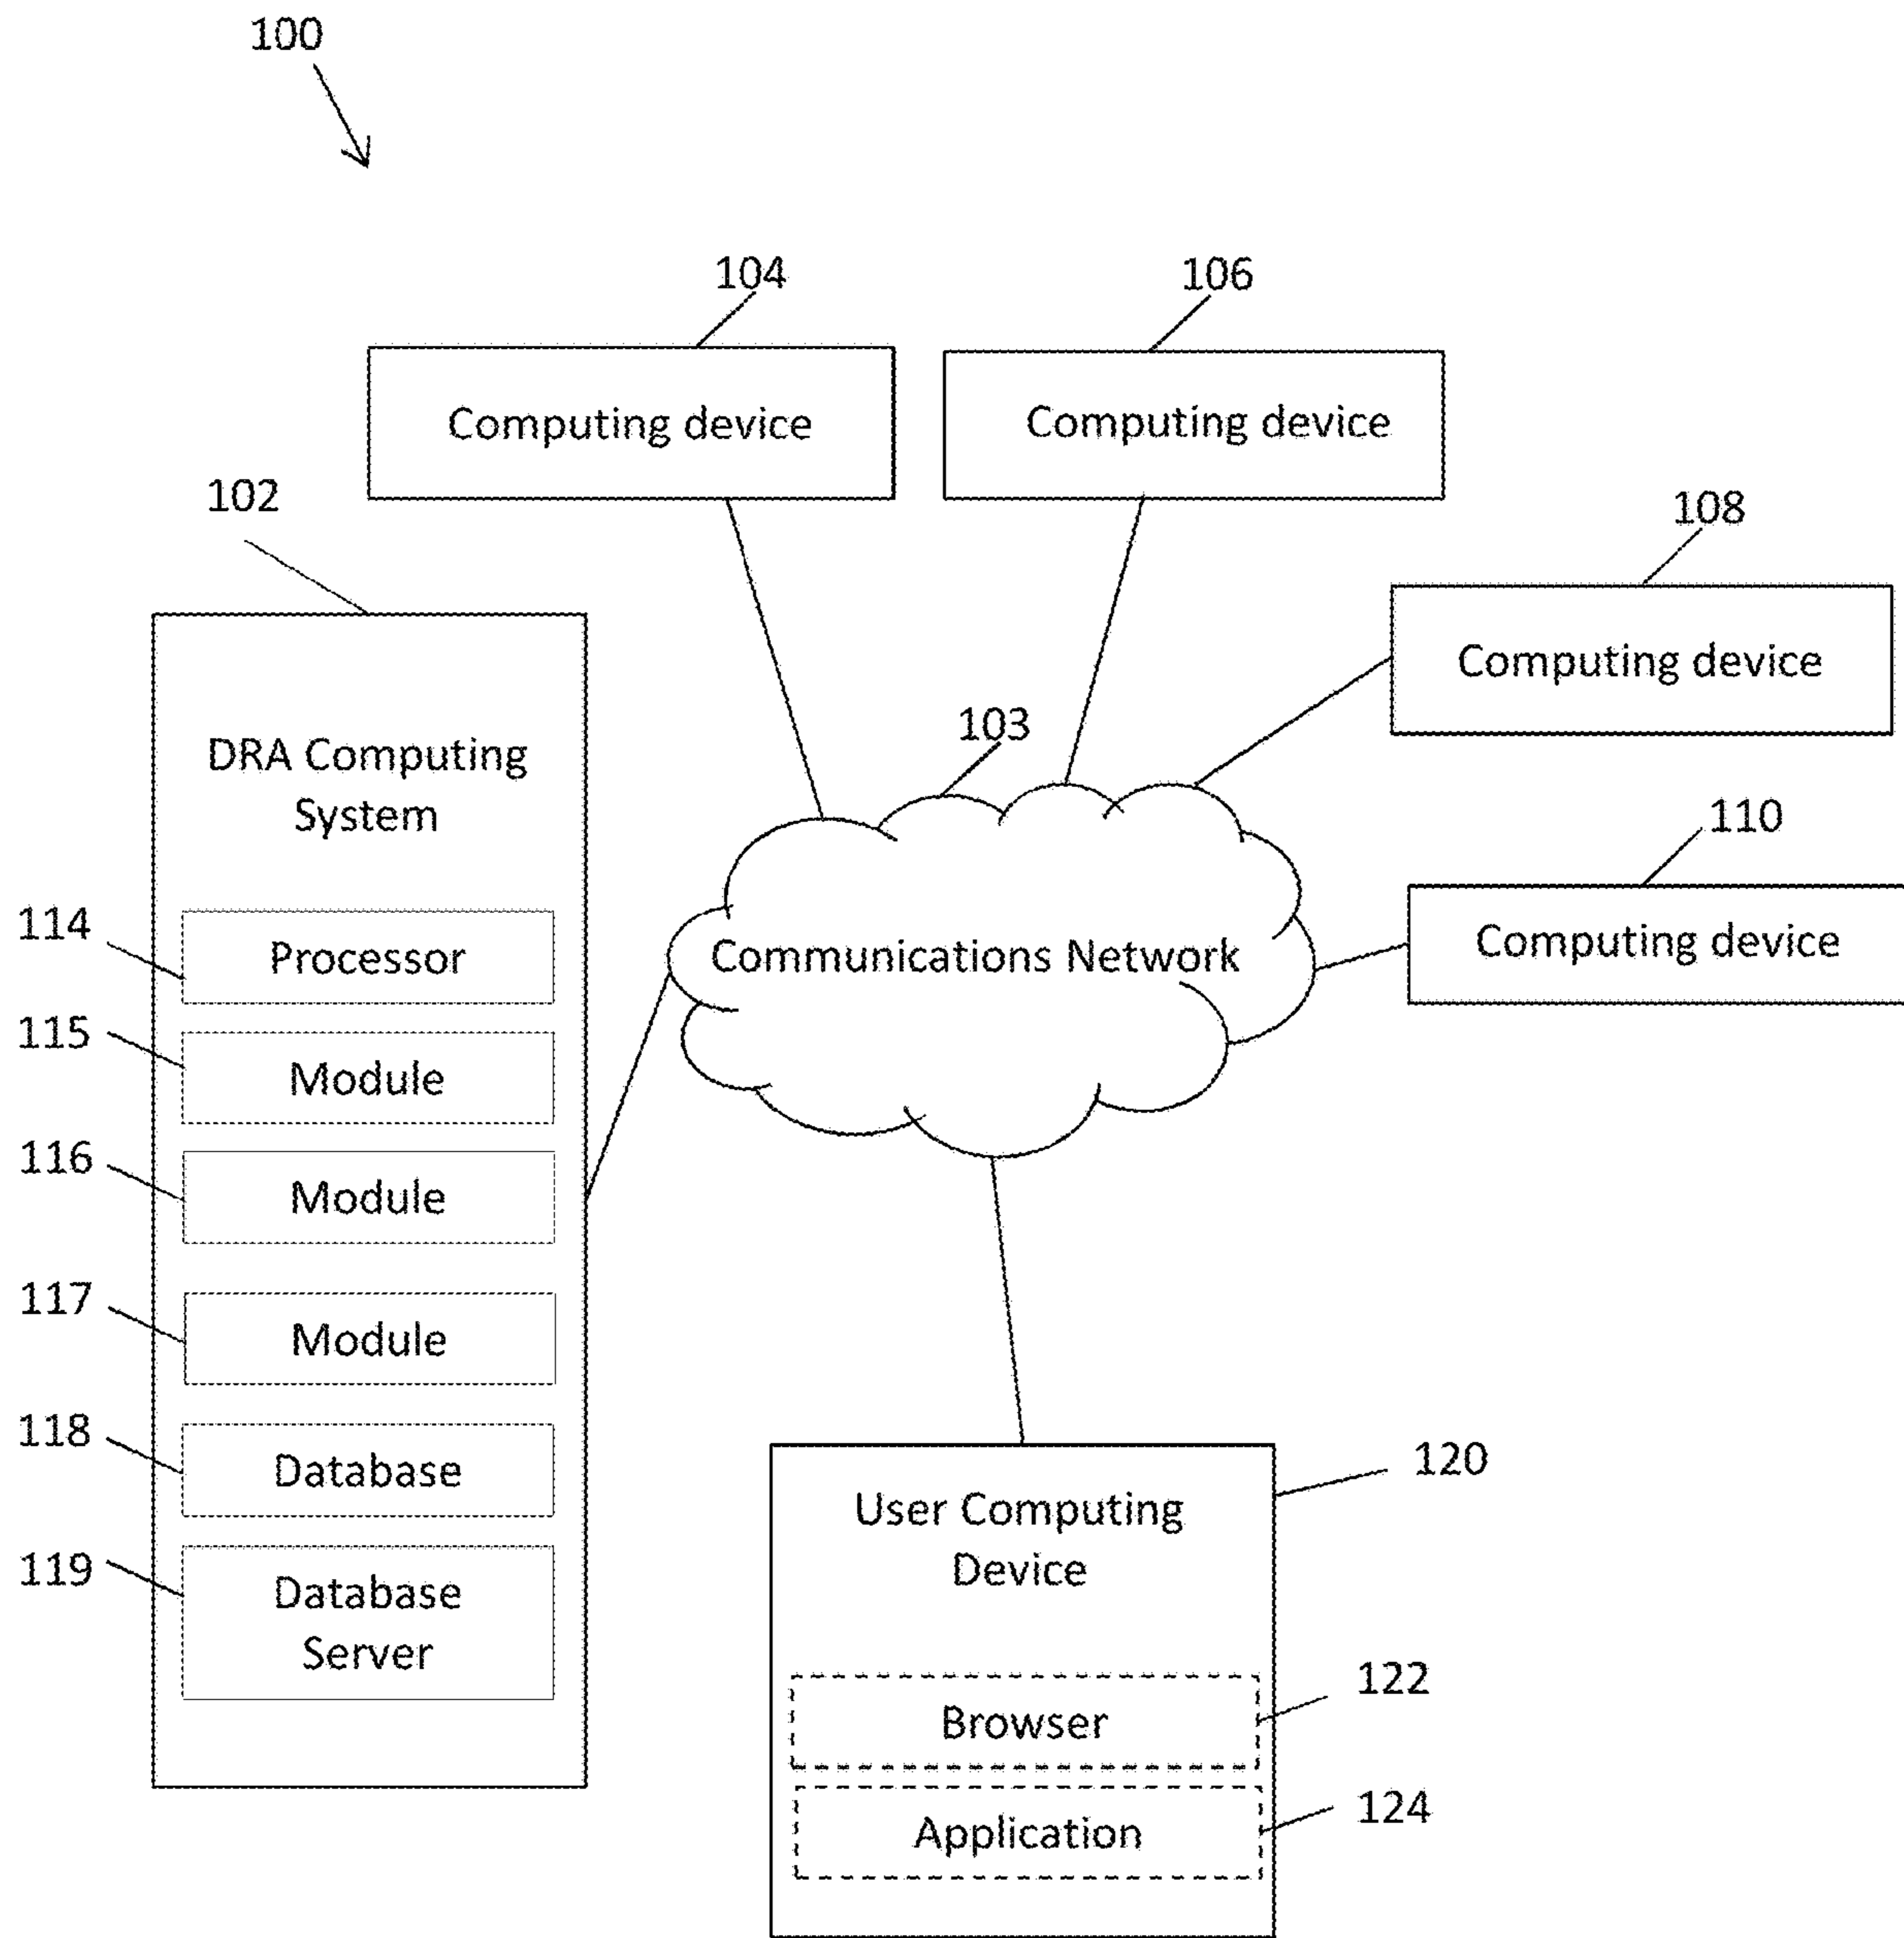 100
104
106
Computing device
Computing device
102
108
Computing device
103
DRA Computing
System
110
114
Processor
Communications Network
Computing device
115
Module
116
Module
117
Module
118
Database
120
User Computing
Device
119
Database
Server
122
Browser
124
Application